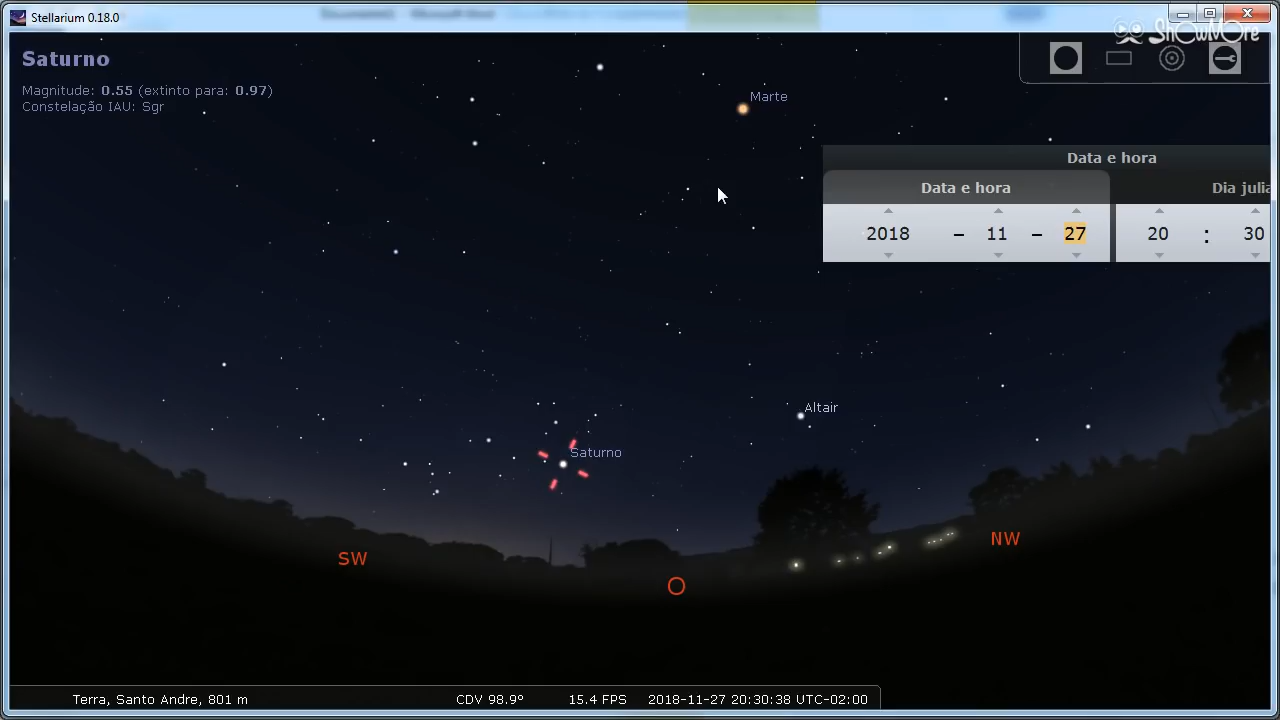 Stellarium 0.18.0
ShowMore
Saturno
Magnitude: 0.55 (extinto para: 0.97)
Constelação IAU: Sgr
Marte
Data e hora
Data e hora
Dia julia
2018 - 11 - 27
20 : 30
Altair
Saturno
SW
O
NW
Terra, Santo Andre, 801 m
CDV 98.9°
15.4 FPS
2018-11-27 20:30:38 UTC-02:00